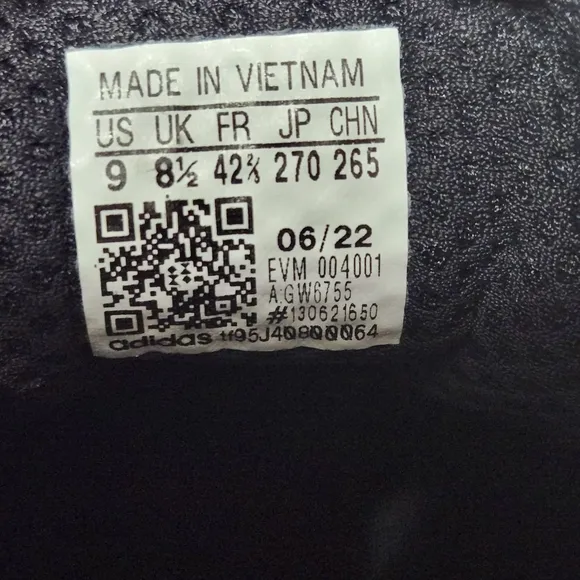 MADE IN VIETNAM
US UK FR JP CHN
9 8½ 42⅔ 270 265
06/22
EVM 004001
A:GW6755
#130621650
adidas 1f95J40800064